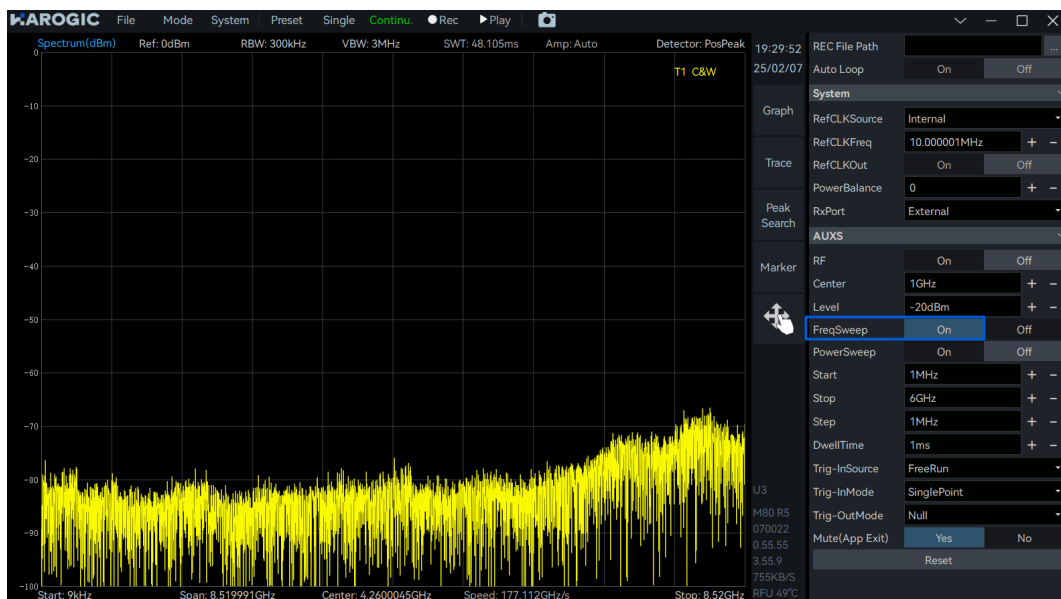 HAROGIC File Mode System Preset Single Continu. Rec Play
Spectrum(dBm) Ref: 0dBm RBW: 300kHz VBW: 3MHz SWT: 48.105ms Amp: Auto Detector: PosPeak
T1 C&W
0
-10
-20
-30
-40
-50
-60
-70
-80
-90
-100
Start: 9kHz Span: 8.519991GHz Center: 4.2600045GHz Speed: 177.112GHz/s Stop: 8.52GHz
19:29:52
25/02/07
Graph
Trace
Peak
Search
Marker
U3
M80 R5
070022
0.55.55
3.55.9
755KB/S
RFU 49°C
REC File Path ...
Auto Loop On Off
System
RefCLKSource Internal
RefCLKFreq 10.000001MHz + -
RefCLKOut On Off
PowerBalance 0 + -
RxPort External
AUXS
RF On Off
Center 1GHz + -
Level -20dBm + -
FreqSweep On Off
PowerSweep On Off
Start 1MHz + -
Stop 6GHz + -
Step 1MHz + -
DwellTime 1ms + -
Trig-InSource FreeRun
Trig-InMode SinglePoint
Trig-OutMode Null
Mute(App Exit) Yes No
Reset